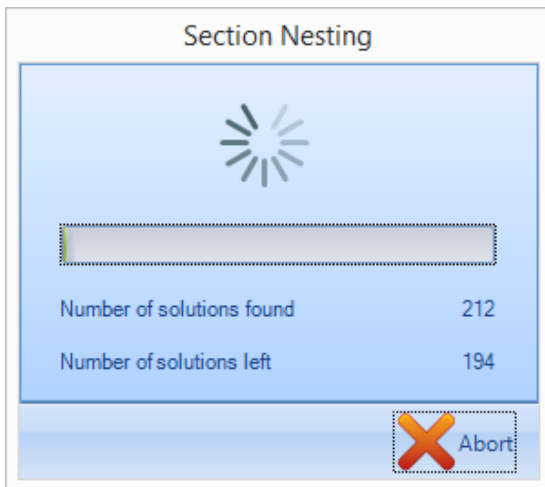 Section Nesting
Number of solutions found 212
Number of solutions left 194
Abort